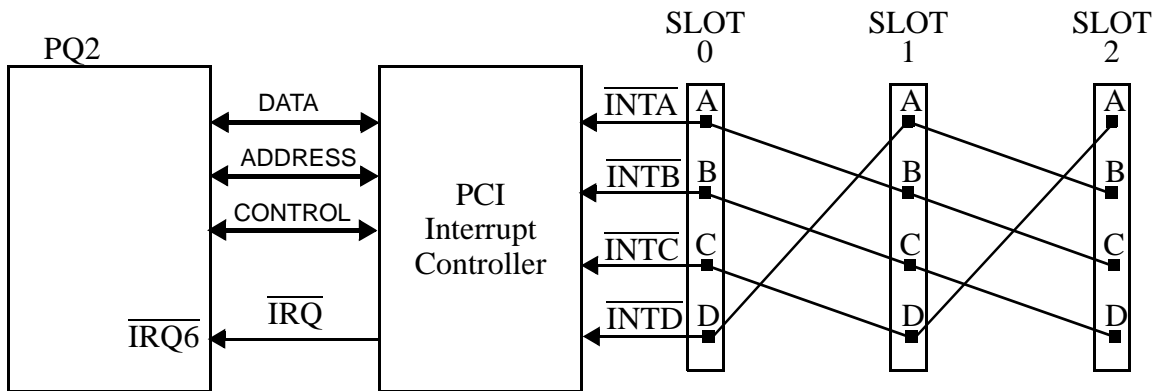 PQ2
DATA
ADDRESS
CONTROL
IRQ
IRQ6
PCI
Interrupt
Controller
INTA
INTB
INTC
INTD
SLOT
0
A
B
C
D
SLOT
1
A
B
C
D
SLOT
2
A
B
C
D